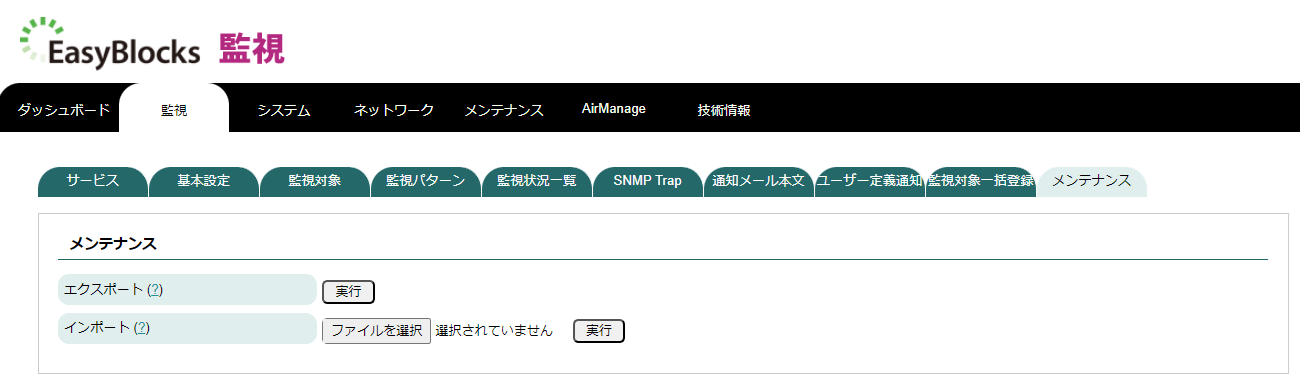 EasyBlocks 監視
ダッシュボード 監視 システム ネットワーク メンテナンス AirManage 技術情報
サービス 基本設定 監視対象 監視パターン 監視状況一覧 SNMP Trap 通知メール本文 ユーザー定義通知 監視対象一括登録 メンテナンス
メンテナンス
エクスポート (?) 実行
インポート (?) ファイルを選択 選択されていません 実行